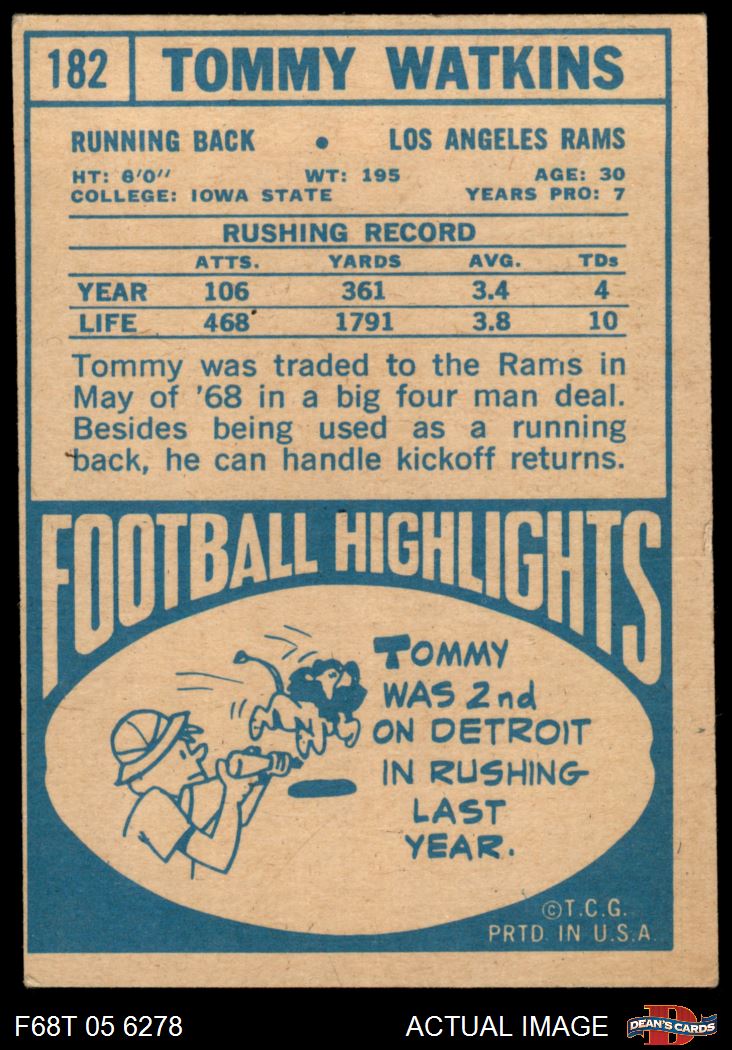 182 TOMMY WATKINS
RUNNING BACK • LOS ANGELES RAMS
HT: 6'0" WT: 195 AGE: 30
COLLEGE: IOWA STATE YEARS PRO: 7
RUSHING RECORD
ATTS. YARDS AVG. TDs
YEAR 106 361 3.4 4
LIFE 468 1791 3.8 10
Tommy was traded to the Rams in
May of '68 in a big four man deal.
Besides being used as a running
back, he can handle kickoff returns.
FOOTBALL HIGHLIGHTS
TOMMY
WAS 2nd
ON DETROIT
IN RUSHING
LAST
YEAR.
©T.C.G.
PRTD. IN U.S.A.
F68T 05 6278 ACTUAL IMAGE D DEAN'S CARDS